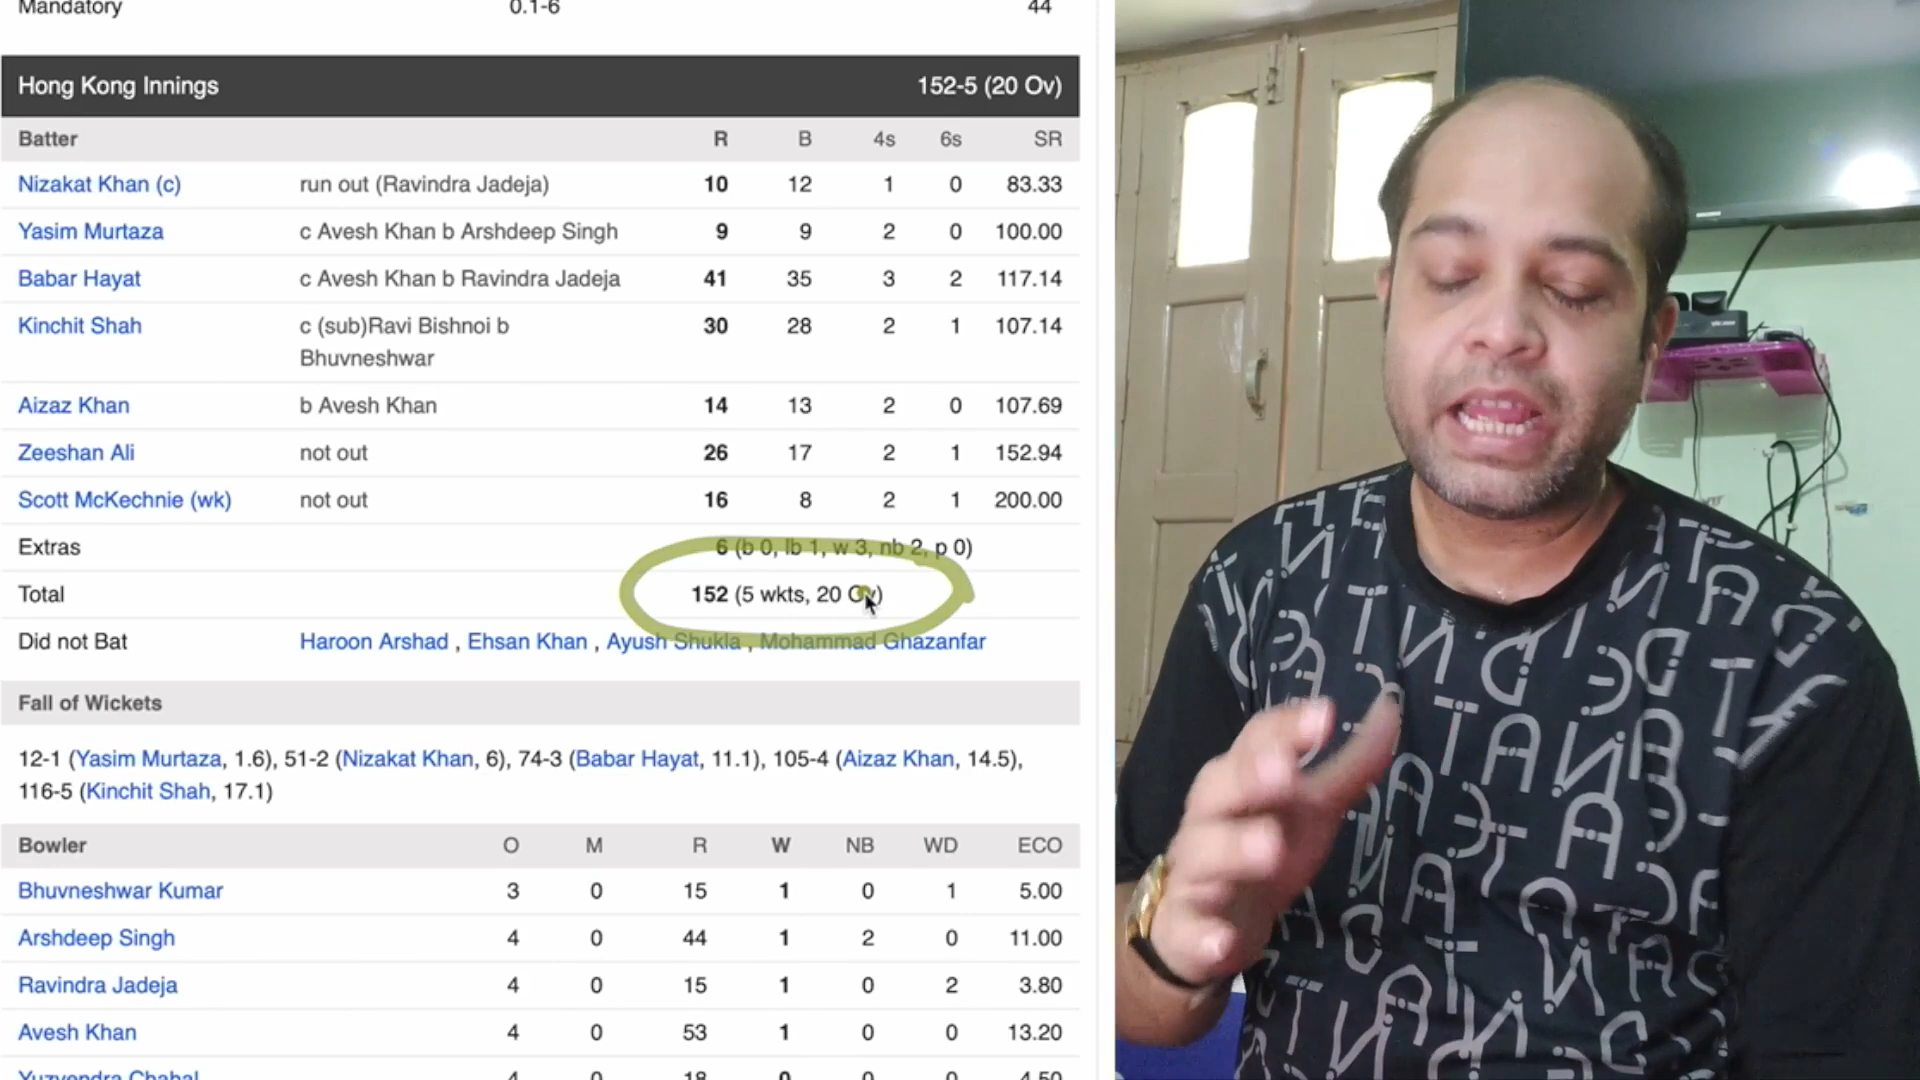 Mandatory 0.1-6 44
Hong Kong Innings 152-5 (20 Ov)
Batter R B 4s 6s SR
Nizakat Khan (c) run out (Ravindra Jadeja) 10 12 1 0 83.33
Yasim Murtaza c Avesh Khan b Arshdeep Singh 9 9 2 0 100.00
Babar Hayat c Avesh Khan b Ravindra Jadeja 41 35 3 2 117.14
Kinchit Shah c (sub)Ravi Bishnoi b 30 28 2 1 107.14
Bhuvneshwar
Aizaz Khan b Avesh Khan 14 13 2 0 107.69
Zeeshan Ali not out 26 17 2 1 152.94
Scott McKechnie (wk) not out 16 8 2 1 200.00
Extras 6 (b 0, lb 1, w 3, nb 2, p 0)
Total 152 (5 wkts, 20 Ov)
Did not Bat Haroon Arshad , Ehsan Khan , Ayush Shukla , Mohammad Ghazanfar
Fall of Wickets
12-1 (Yasim Murtaza, 1.6), 51-2 (Nizakat Khan, 6), 74-3 (Babar Hayat, 11.1), 105-4 (Aizaz Khan, 14.5),
116-5 (Kinchit Shah, 17.1)
Bowler O M R W NB WD ECO
Bhuvneshwar Kumar 3 0 15 1 0 1 5.00
Arshdeep Singh 4 0 44 1 2 0 11.00
Ravindra Jadeja 4 0 15 1 0 2 3.80
Avesh Khan 4 0 53 1 0 0 13.20
Yuzvendra Chahal 4 0 18 0 0 0 4.50